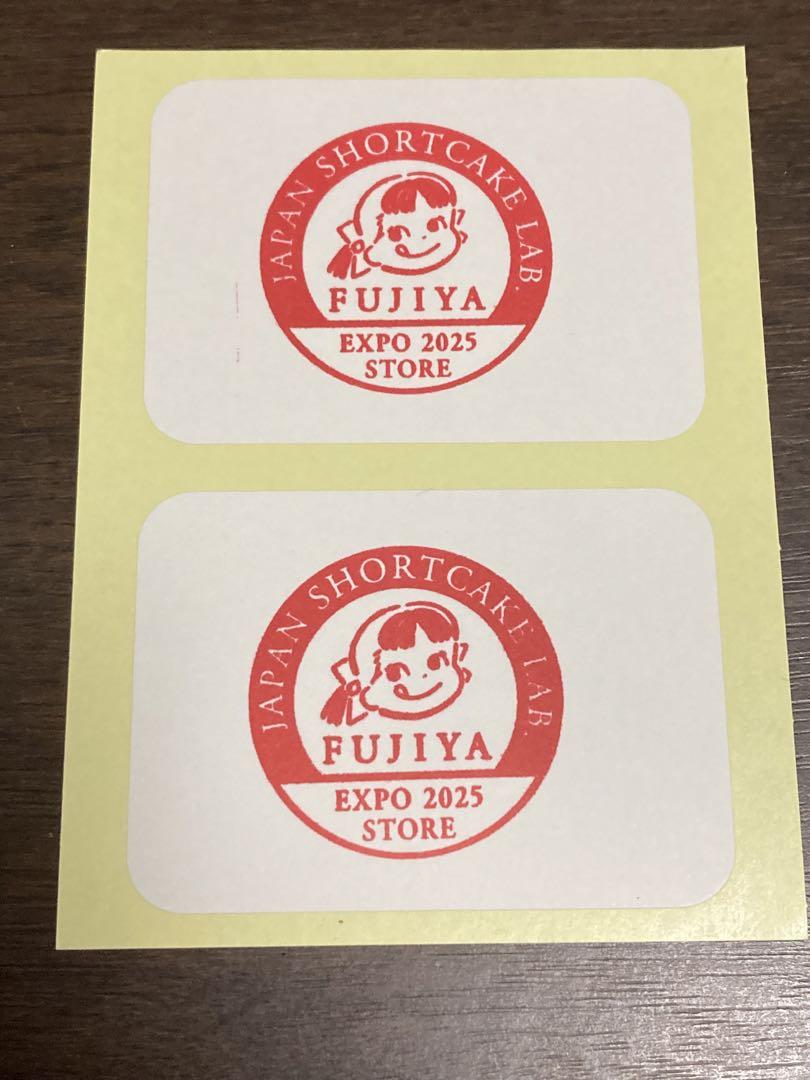 JAPAN SHORTCAKE LAB.
FUJIYA
EXPO 2025
STORE
JAPAN SHORTCAKE LAB.
FUJIYA
EXPO 2025
STORE